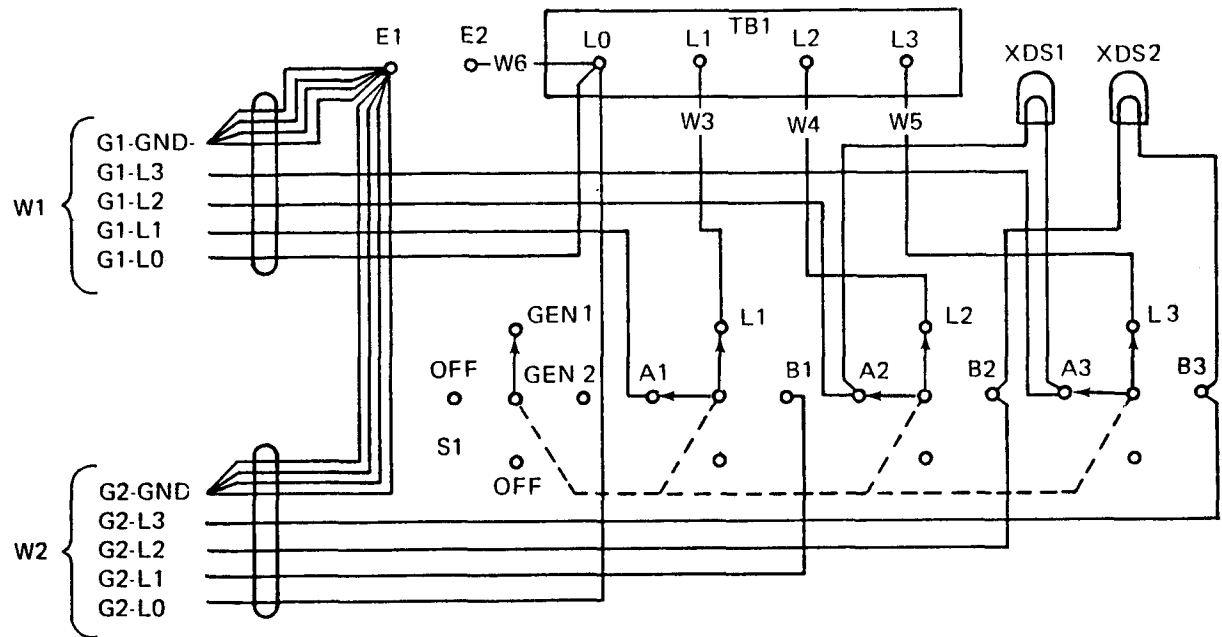 TB1
E1
E2
L0
L1
L2
L3
XDS1
XDS2
W6
W3
W4
W5
W1
G1-GND-
G1-L3
G1-L2
G1-L1
G1-L0
GEN 1
L1
L2
L3
OFF
GEN 2
A1
B1
A2
B2
A3
B3
S1
OFF
W2
G2-GND
G2-L3
G2-L2
G2-L1
G2-L0